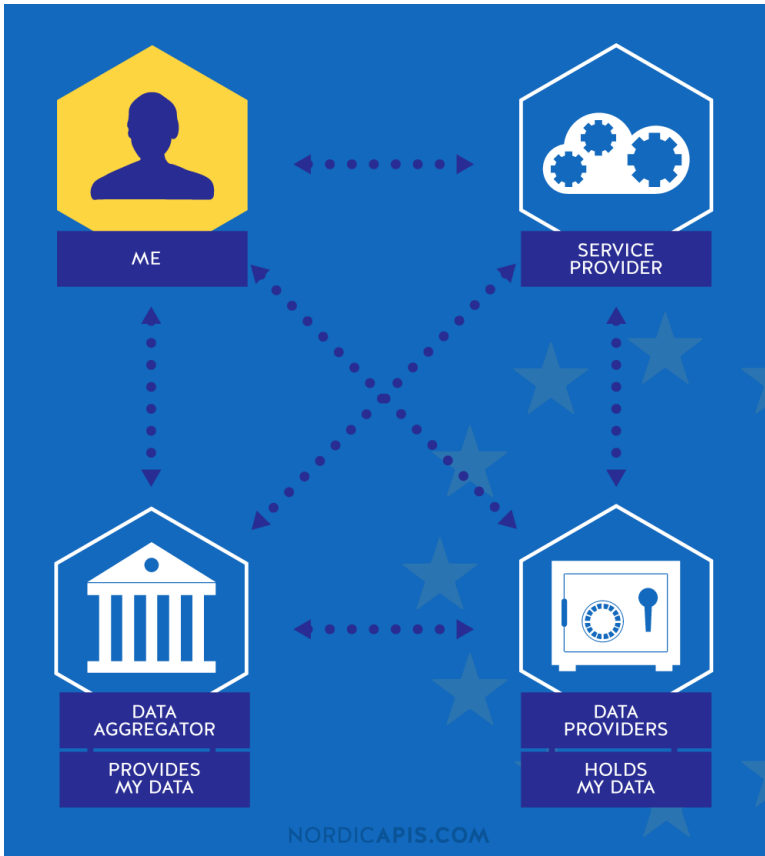 ME
SERVICE
PROVIDER
DATA
AGGREGATOR
PROVIDES
MY DATA
DATA
PROVIDERS
HOLDS
MY DATA
NORDICAPIS.COM